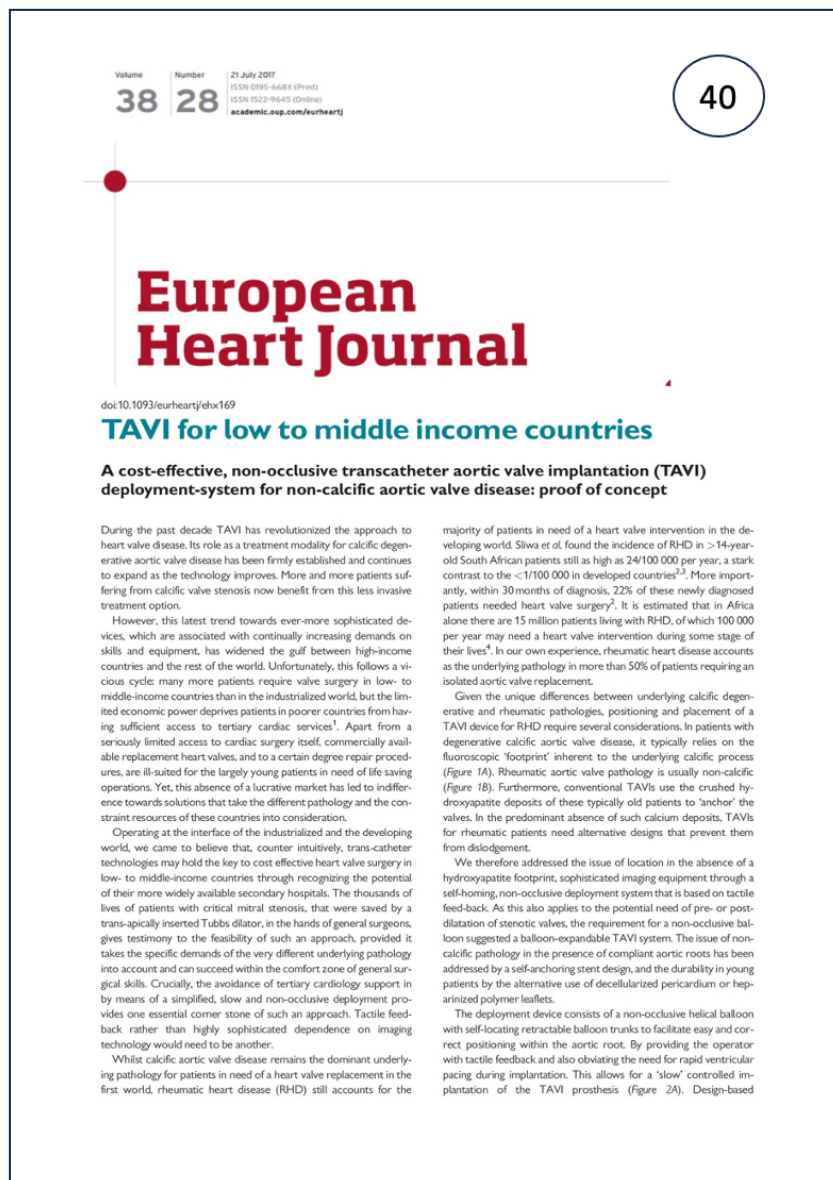 Volume
38
Number
28
21 July 2017
ISSN 0195-668X (Print)
ISSN 1522-9645 (Online)
academic.oup.com/eurheartj
40
European
Heart Journal
doi:10.1093/eurheartj/ehx169
TAVI for low to middle income countries
A cost-effective, non-occlusive transcatheter aortic valve implantation (TAVI)
deployment-system for non-calcific aortic valve disease: proof of concept
During the past decade TAVI has revolutionized the approach to
heart valve disease. Its role as a treatment modality for calcific degen-
erative aortic valve disease has been firmly established and continues
to expand as the technology improves. More and more patients suf-
fering from calcific valve stenosis now benefit from this less invasive
treatment option.
However, this latest trend towards ever-more sophisticated de-
vices, which are associated with continually increasing demands on
skills and equipment, has widened the gulf between high-income
countries and the rest of the world. Unfortunately, this follows a vi-
cious cycle: many more patients require valve surgery in low- to
middle-income countries than in the industrialized world, but the lim-
ited economic power deprives patients in poorer countries from hav-
ing sufficient access to tertiary cardiac services1. Apart from a
seriously limited access to cardiac surgery itself, commercially avail-
able replacement heart valves, and to a certain degree repair proced-
ures, are ill-suited for the largely young patients in need of life saving
operations. Yet, this absence of a lucrative market has led to indiffer-
ence towards solutions that take the different pathology and the con-
straint resources of these countries into consideration.
Operating at the interface of the industrialized and the developing
world, we came to believe that, counter intuitively, trans-catheter
technologies may hold the key to cost effective heart valve surgery in
low- to middle-income countries through recognizing the potential
of their more widely available secondary hospitals. The thousands of
lives of patients with critical mitral stenosis, that were saved by a
trans-apically inserted Tubbs dilator, in the hands of general surgeons,
gives testimony to the feasibility of such an approach, provided it
takes the specific demands of the very different underlying pathology
into account and can succeed within the comfort zone of general sur-
gical skills. Crucially, the avoidance of tertiary cardiology support in
by means of a simplified, slow and non-occlusive deployment pro-
vides one essential corner stone of such an approach. Tactile feed-
back rather than highly sophisticated dependence on imaging
technology would need to be another.
Whilst calcific aortic valve disease remains the dominant underly-
ing pathology for patients in need of a heart valve replacement in the
first world, rheumatic heart disease (RHD) still accounts for the
majority of patients in need of a heart valve intervention in the de-
veloping world. Sliwa et al. found the incidence of RHD in >14-year-
old South African patients still as high as 24/100 000 per year, a stark
contrast to the <1/100 000 in developed countries2,3. More import-
antly, within 30 months of diagnosis, 22% of these newly diagnosed
patients needed heart valve surgery2. It is estimated that in Africa
alone there are 15 million patients living with RHD, of which 100 000
per year may need a heart valve intervention during some stage of
their lives4. In our own experience, rheumatic heart disease accounts
as the underlying pathology in more than 50% of patients requiring an
isolated aortic valve replacement.
Given the unique differences between underlying calcific degen-
erative and rheumatic pathologies, positioning and placement of a
TAVI device for RHD require several considerations. In patients with
degenerative calcific aortic valve disease, it typically relies on the
fluoroscopic ‘footprint’ inherent to the underlying calcific process
(Figure 1A). Rheumatic aortic valve pathology is usually non-calcific
(Figure 1B). Furthermore, conventional TAVIs use the crushed hy-
droxyapatite deposits of these typically old patients to ‘anchor’ the
valves. In the predominant absence of such calcium deposits, TAVIs
for rheumatic patients need alternative designs that prevent them
from dislodgement.
We therefore addressed the issue of location in the absence of a
hydroxyapatite footprint, sophisticated imaging equipment through a
self-homing, non-occlusive deployment system that is based on tactile
feed-back. As this also applies to the potential need of pre- or post-
dilatation of stenotic valves, the requirement for a non-occlusive bal-
loon suggested a balloon-expandable TAVI system. The issue of non-
calcific pathology in the presence of compliant aortic roots has been
addressed by a self-anchoring stent design, and the durability in young
patients by the alternative use of decellularized pericardium or hep-
arinized polymer leaflets.
The deployment device consists of a non-occlusive helical balloon
with self-locating retractable balloon trunks to facilitate easy and cor-
rect positioning within the aortic root. By providing the operator
with tactile feedback and also obviating the need for rapid ventricular
pacing during implantation. This allows for a ‘slow’ controlled im-
plantation of the TAVI prosthesis (Figure 2A). Design-based